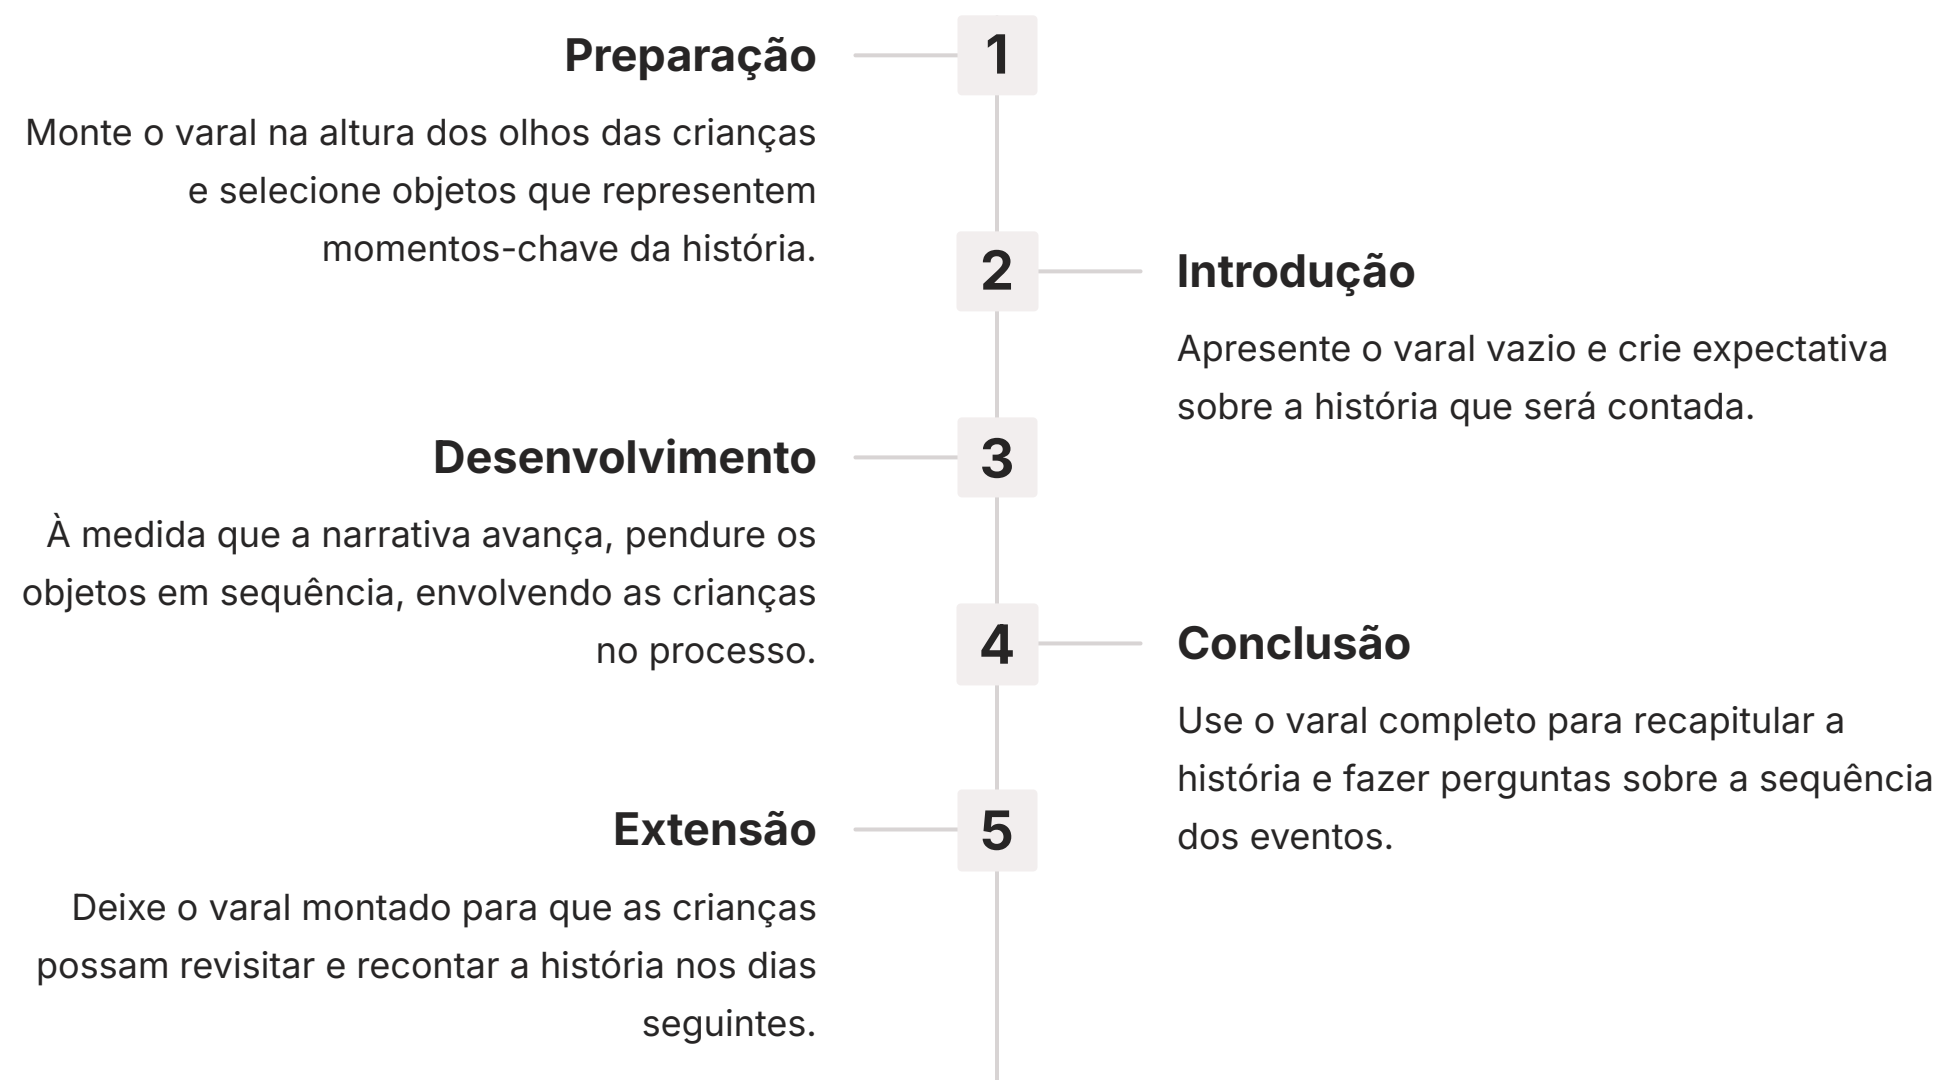 Preparação
1
Monte o varal na altura dos olhos das crianças
e selecione objetos que representem
momentos-chave da história.
2
Introdução
Apresente o varal vazio e crie expectativa
sobre a história que será contada.
Desenvolvimento
3
À medida que a narrativa avança, pendure os
objetos em sequência, envolvendo as crianças
no processo.
4
Conclusão
Use o varal completo para recapitular a
história e fazer perguntas sobre a sequência
dos eventos.
Extensão
5
Deixe o varal montado para que as crianças
possam revisitar e recontar a história nos dias
seguintes.